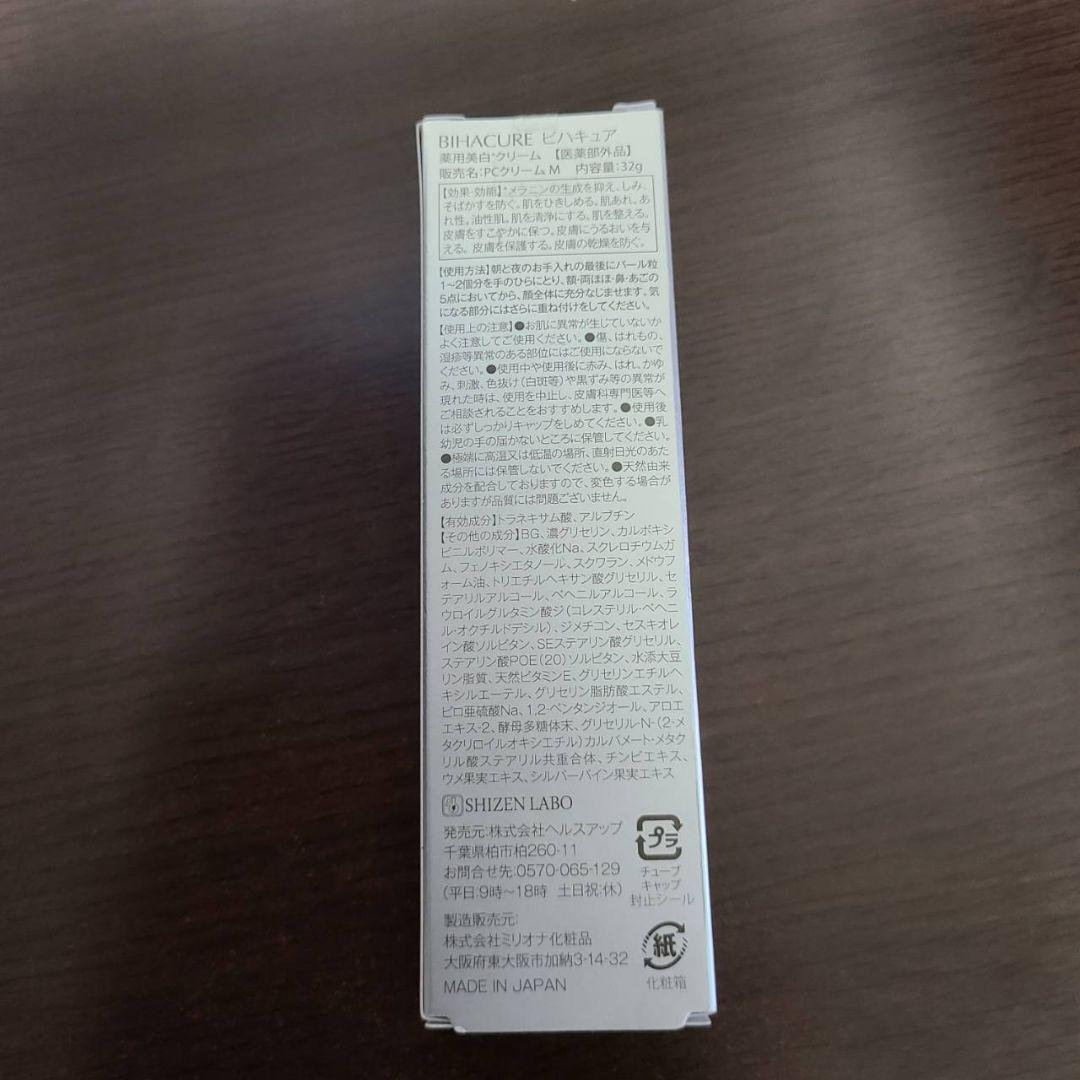 BIHACURE ビハキュア
薬用美白*クリーム 【医薬部外品】
販売名:PCクリーム M 内容量:32g
【効果・効能】*メラニンの生成を抑え、しみ、
そばかすを防ぐ。肌をひきしめる。肌あれ。あ
れ性。油性肌。肌を清浄にする。肌を整える。
皮膚をすこやかに保つ。皮膚にうるおいを与
える。皮膚を保護する。皮膚の乾燥を防ぐ。
【使用方法】朝と夜のお手入れの最後にパール粒
1~2個分を手のひらにとり、額・両ほほ・鼻・あごの
5点においてから、顔全体に充分なじませます。気
になる部分にはさらに重ね付けをしてください。
【使用上の注意】●お肌に異常が生じていないか
よく注意してご使用ください。●傷、はれもの、
湿疹等異常のある部位にはご使用にならないで
ください。●使用中や使用後に赤み、はれ、かゆ
み、刺激、色抜け(白斑等)や黒ずみ等の異常が
現れた時は、使用を中止し、皮膚科専門医等へ
ご相談されることをおすすめします。●使用後
は必ずしっかりキャップをしめてください。●乳
幼児の手の届かないところに保管してください。
●極端に高温又は低温の場所、直射日光のあた
る場所には保管しないでください。●天然由来
成分を配合しておりますので、変色する場合が
ありますが品質には問題ございません。
【有効成分】トラネキサム酸、アルブチン
【その他の成分】BG、濃グリセリン、カルボキシ
ビニルポリマー、水酸化Na、スクレロチウムガ
ム、フェノキシエタノール、スクワラン、メドウフ
ォーム油、トリエチルヘキサン酸グリセリル、セ
テアリルアルコール、ベヘニルアルコール、ラ
ウロイルグルタミン酸ジ(コレステリル・ベヘニ
ル・オクチルドデシル)、ジメチコン、セスキオレ
イン酸ソルビタン、SEステアリン酸グリセリル、
ステアリン酸POE(20)ソルビタン、水添大豆
リン脂質、天然ビタミンE、グリセリンエチルヘ
キシルエーテル、グリセリン脂肪酸エステル、
ピロ亜硫酸Na、1,2-ペンタンジオール、アロエ
エキス-2、酵母多糖体末、グリセリル-N-(2-メ
タクリロイルオキシエチル)カルバメート・メタク
リル酸ステアリル共重合体、チンピエキス、
ウメ果実エキス、シルバーバイン果実エキス
SHIZEN LABO
発売元:株式会社ヘルスアップ
千葉県柏市柏260-11
お問合せ先:0570-065-129
(平日:9時~18時 土日祝:休)
プラ
チューブ
キャップ
封止シール
製造販売元:
株式会社ミリオナ化粧品
大阪府東大阪市加納3-14-32
MADE IN JAPAN
紙
化粧箱